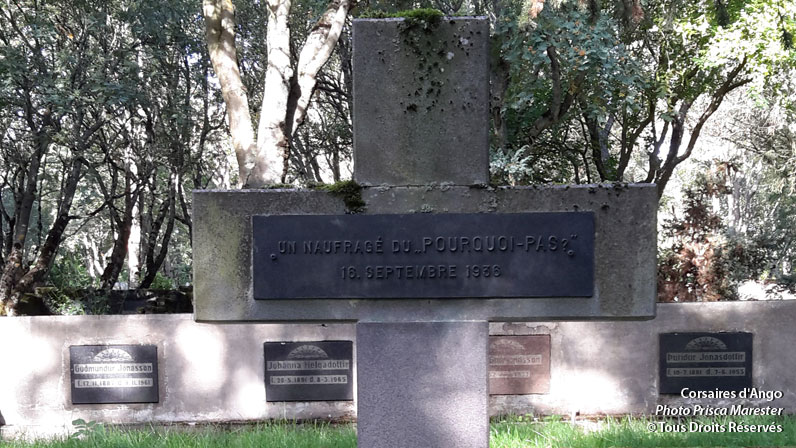 „UN NAUFRAGÉ DU „POURQUOI-PAS?“
16. SEPTEMBRE 1936
Guðmundur Jónasson
Jóhanna Helgadóttir
Þuríður Jónasdóttir
Corsaires d'Ango
Photo Prisca Marester
© Tous Droits Réservés